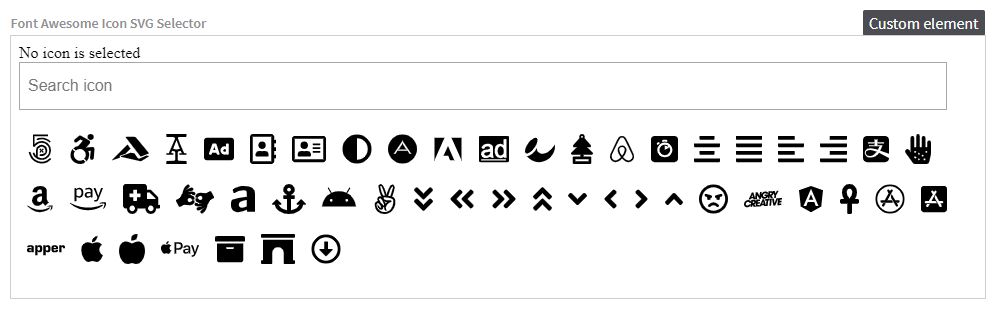 Font Awesome Icon SVG Selector
Custom element
No icon is selected
Search icon
Ad
ad
支
a
pay
a
ANGRY
CREATIVE
A
apper
Pay